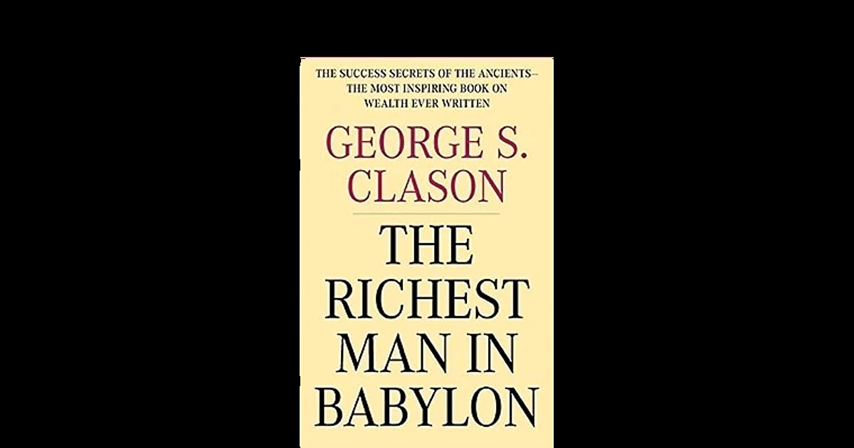 THE SUCCESS SECRETS OF THE ANCIENTS—
THE MOST INSPIRING BOOK ON
WEALTH EVER WRITTEN
GEORGE S.
CLASON
THE
RICHEST
MAN IN
BABYLON